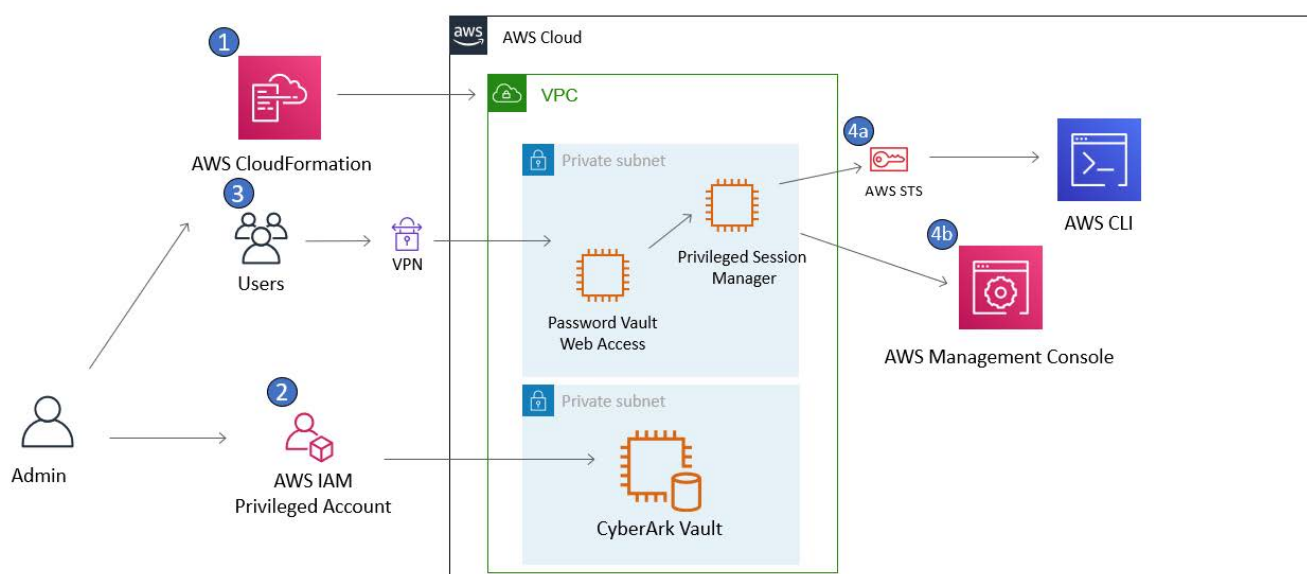 1
aws
AWS Cloud
VPC
AWS CloudFormation
3
Users
VPN
Private subnet
Password Vault
Web Access
Privileged Session
Manager
4a
AWS STS
AWS CLI
4b
AWS Management Console
Admin
2
AWS IAM
Privileged Account
Private subnet
CyberArk Vault